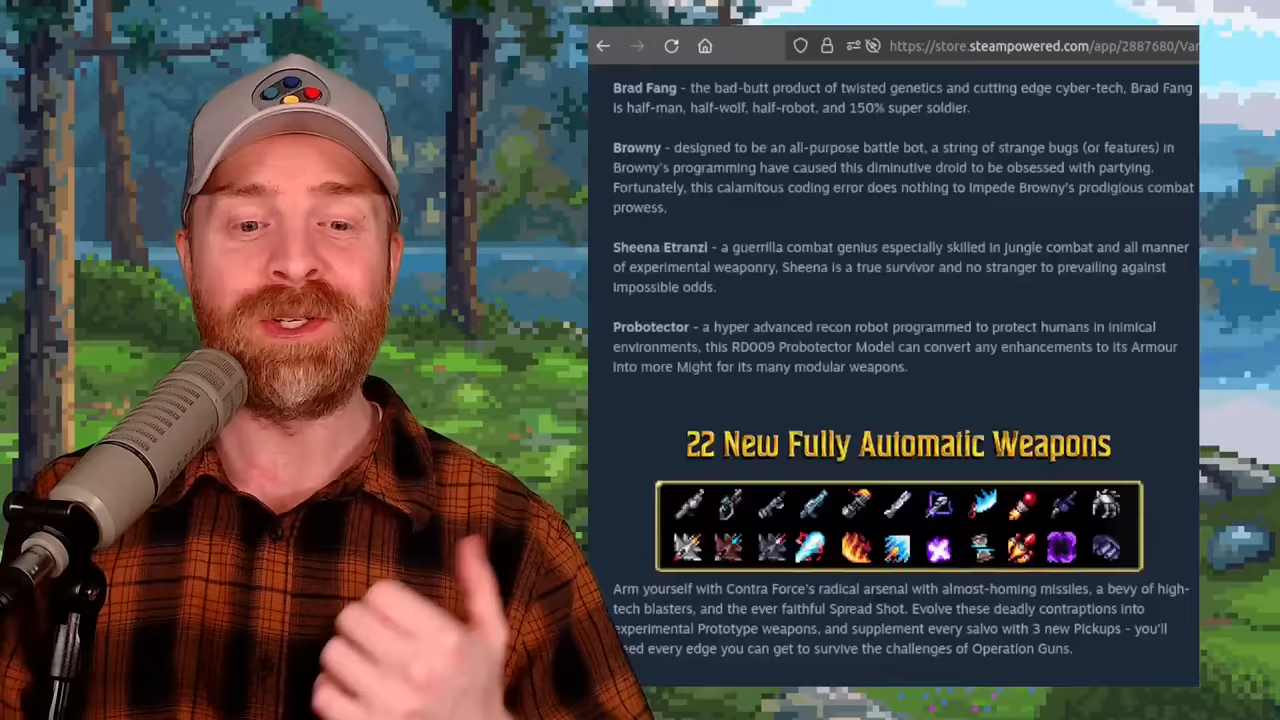 https://store.steampowered.com/app/2887680/Var
Brad Fang - the bad-butt product of twisted genetics and cutting edge cyber-tech, Brad Fang
is half-man, half-wolf, half-robot, and 150% super soldier.
Browny - designed to be an all-purpose battle bot, a string of strange bugs (or features) in
Browny's programming have caused this diminutive droid to be obsessed with partying.
Fortunately, this calamitous coding error does nothing to impede Browny's prodigious combat
prowess.
Sheena Etranzi - a guerrilla combat genius especially skilled in jungle combat and all manner
of experimental weaponry, Sheena is a true survivor and no stranger to prevailing against
impossible odds.
Probotector - a hyper advanced recon robot programmed to protect humans in inimical
environments, this RD009 Probotector Model can convert any enhancements to its Armour
into more Might for its many modular weapons.
22 New Fully Automatic Weapons
Arm yourself with Contra Force's radical arsenal with almost-homing missiles, a bevy of high-
tech blasters, and the ever faithful Spread Shot. Evolve these deadly contraptions into
experimental Prototype weapons, and supplement every salvo with 3 new Pickups - you'll
need every edge you can get to survive the challenges of Operation Guns.